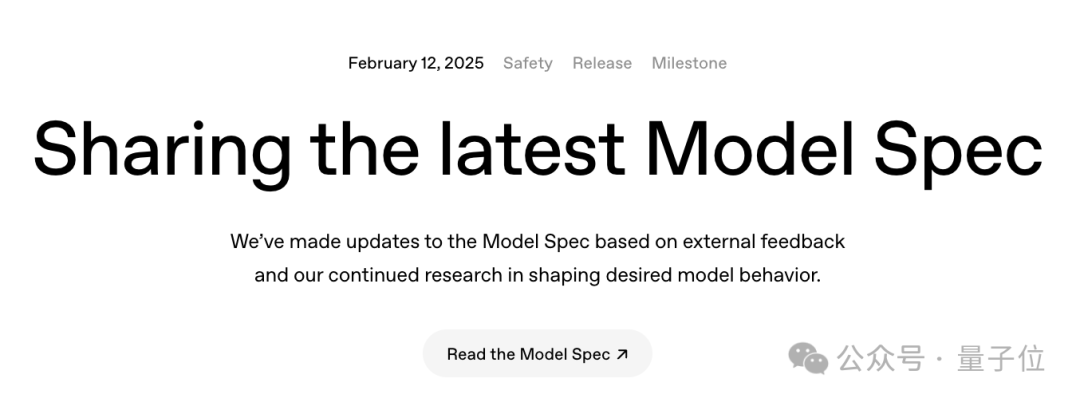 February 12, 2025 Safety Release Milestone
Sharing the latest Model Spec
We’ve made updates to the Model Spec based on external feedback
and our continued research in shaping desired model behavior.
Read the Model Spec ↗
公众号 · 量子位